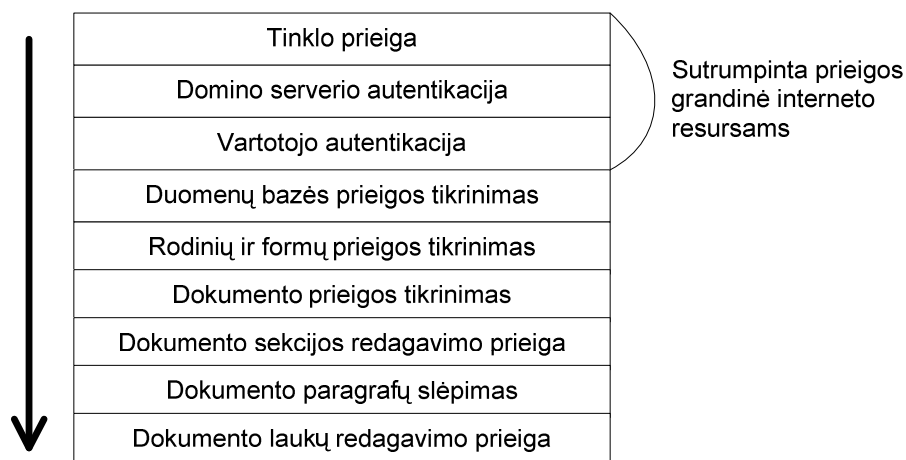 Tinklo prieiga
Domino serverio autentikacija
Vartotojo autentikacija
Sutrumpinta prieigos
grandinė interneto
resursams
Duomenų bazės prieigos tikrinimas
Rodinių ir formų prieigos tikrinimas
Dokumento prieigos tikrinimas
Dokumento sekcijos redagavimo prieiga
Dokumento paragrafų slėpimas
Dokumento laukų redagavimo prieiga